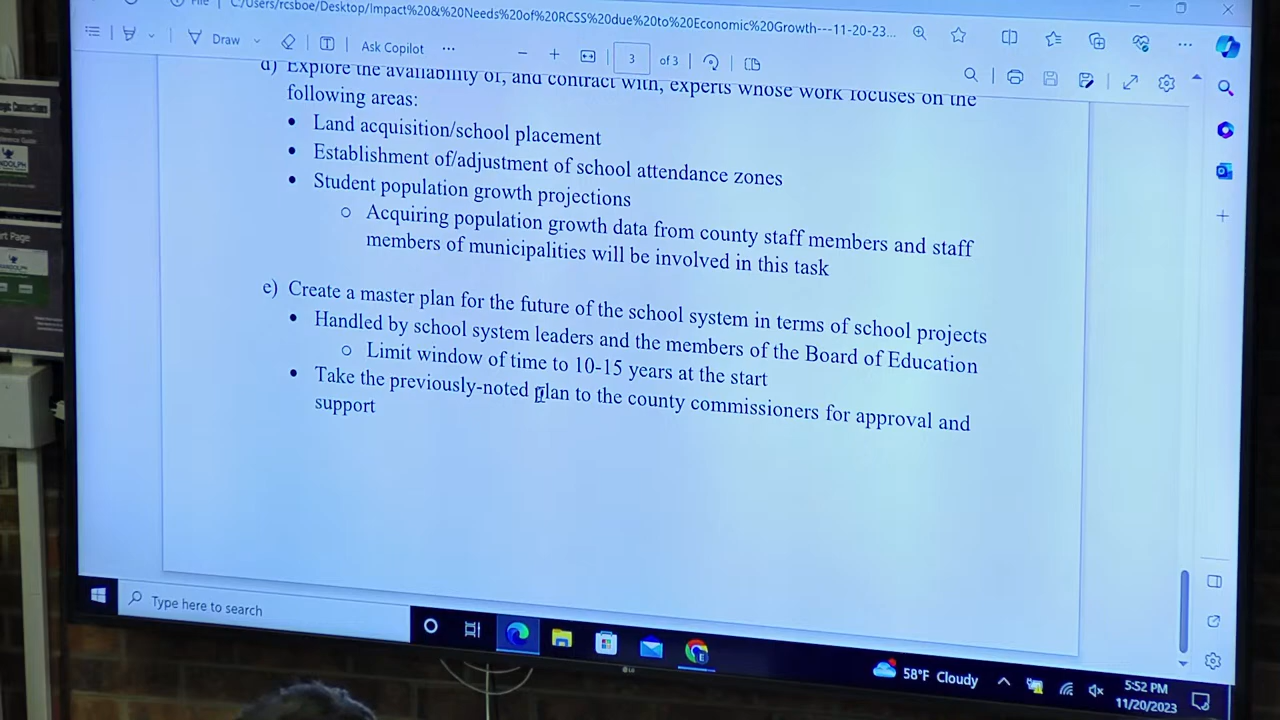 File
C:/Users/rcsboe/Desktop/Impact%20&%20Needs%20of%20RCSS%20due%20to%20Economic%20Growth---11-20-23...
Draw
Ask Copilot
3 of 3
d) Explore the availability of, and contract with, experts whose work focuses on the
following areas:
• Land acquisition/school placement
• Establishment of/adjustment of school attendance zones
• Student population growth projections
o Acquiring population growth data from county staff members and staff
members of municipalities will be involved in this task
e) Create a master plan for the future of the school system in terms of school projects
• Handled by school system leaders and the members of the Board of Education
o Limit window of time to 10-15 years at the start
• Take the previously-noted plan to the county commissioners for approval and
support
Type here to search
58°F Cloudy
5:52 PM
11/20/2023
LG